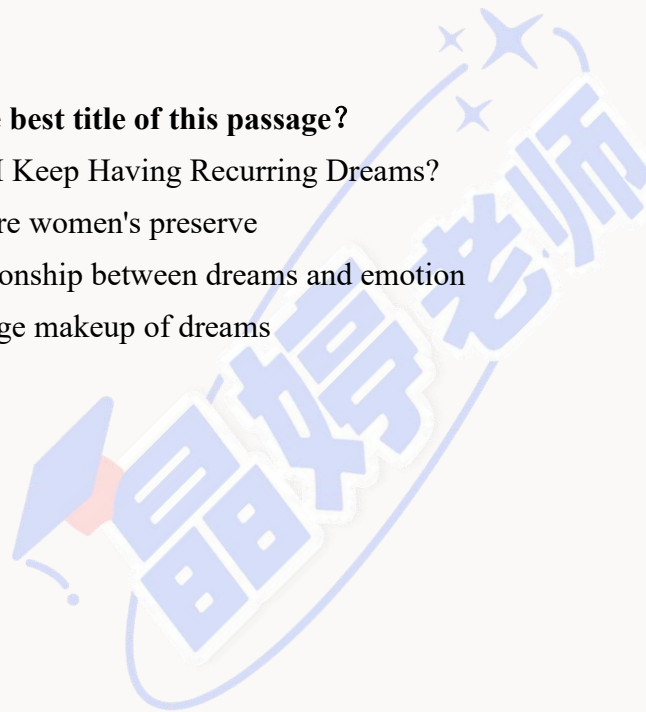 best title of this passage？
I Keep Having Recurring Dreams?
re women's preserve
onship between dreams and emotion
ge makeup of dreams
晶婷老师